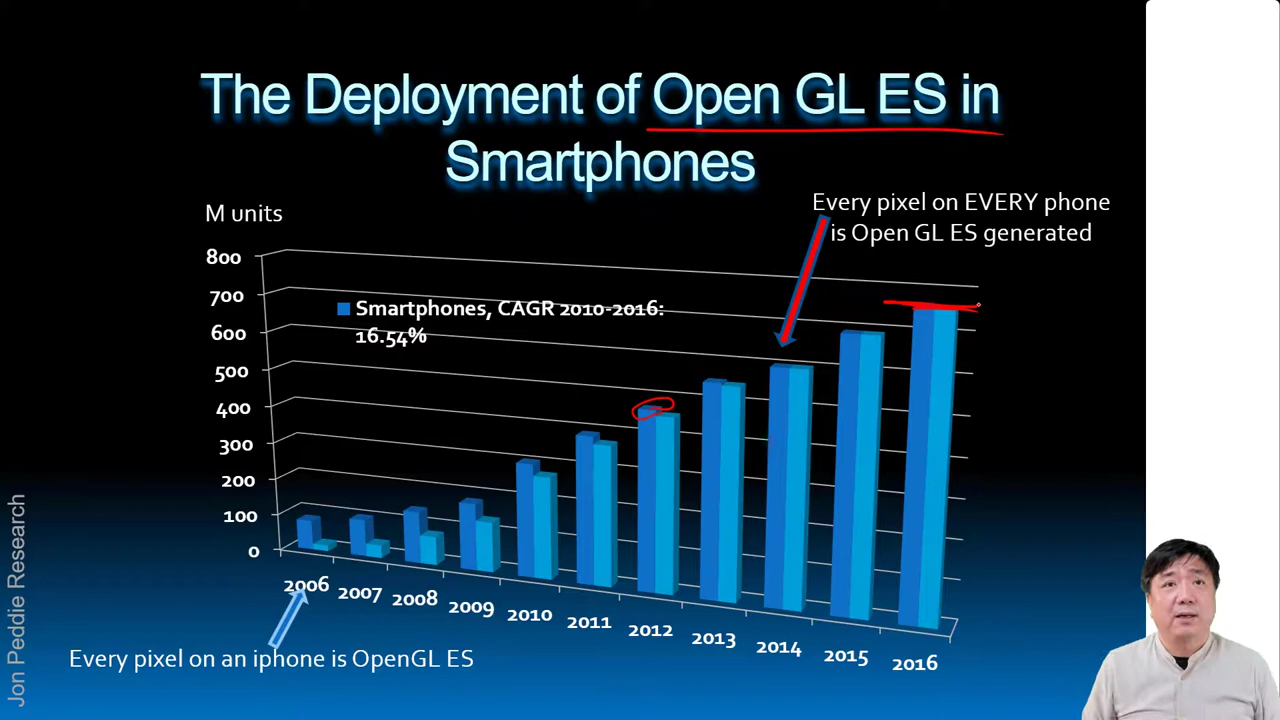 The Deployment of Open GL ES in
Smartphones
M units
Every pixel on EVERY phone
is Open GL ES generated
800
700
600
500
400
300
200
100
0
Smartphones, CAGR 2010-2016:
16.54%
2006
2007
2008
2009
2010
2011
2012
2013
2014
2015
2016
Every pixel on an iphone is OpenGL ES
Jon Peddie Research